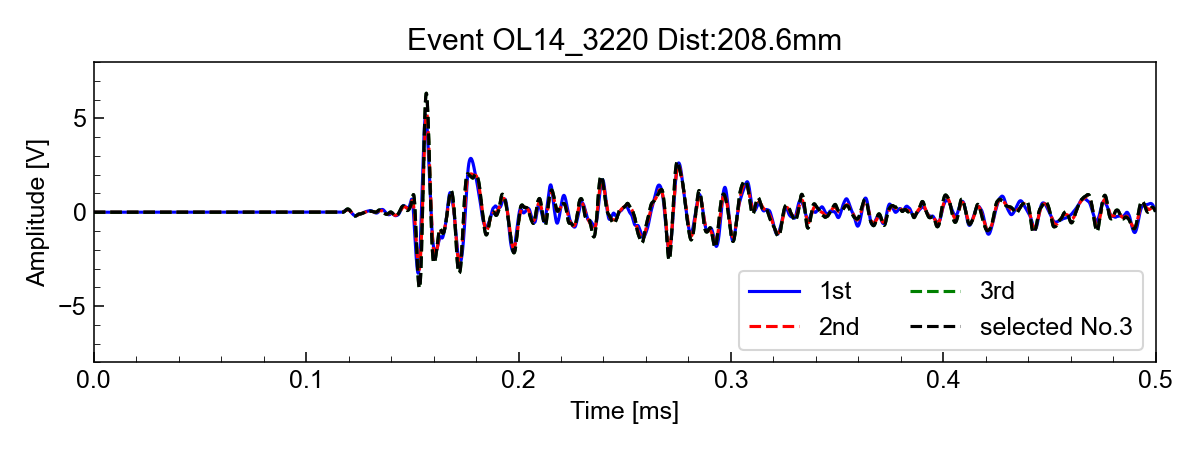 Event OL14_3220 Dist:208.6mm
Amplitude [V]
5
0
−5
1st
2nd
3rd
selected No.3
0.0 0.1 0.2 0.3 0.4 0.5
Time [ms]